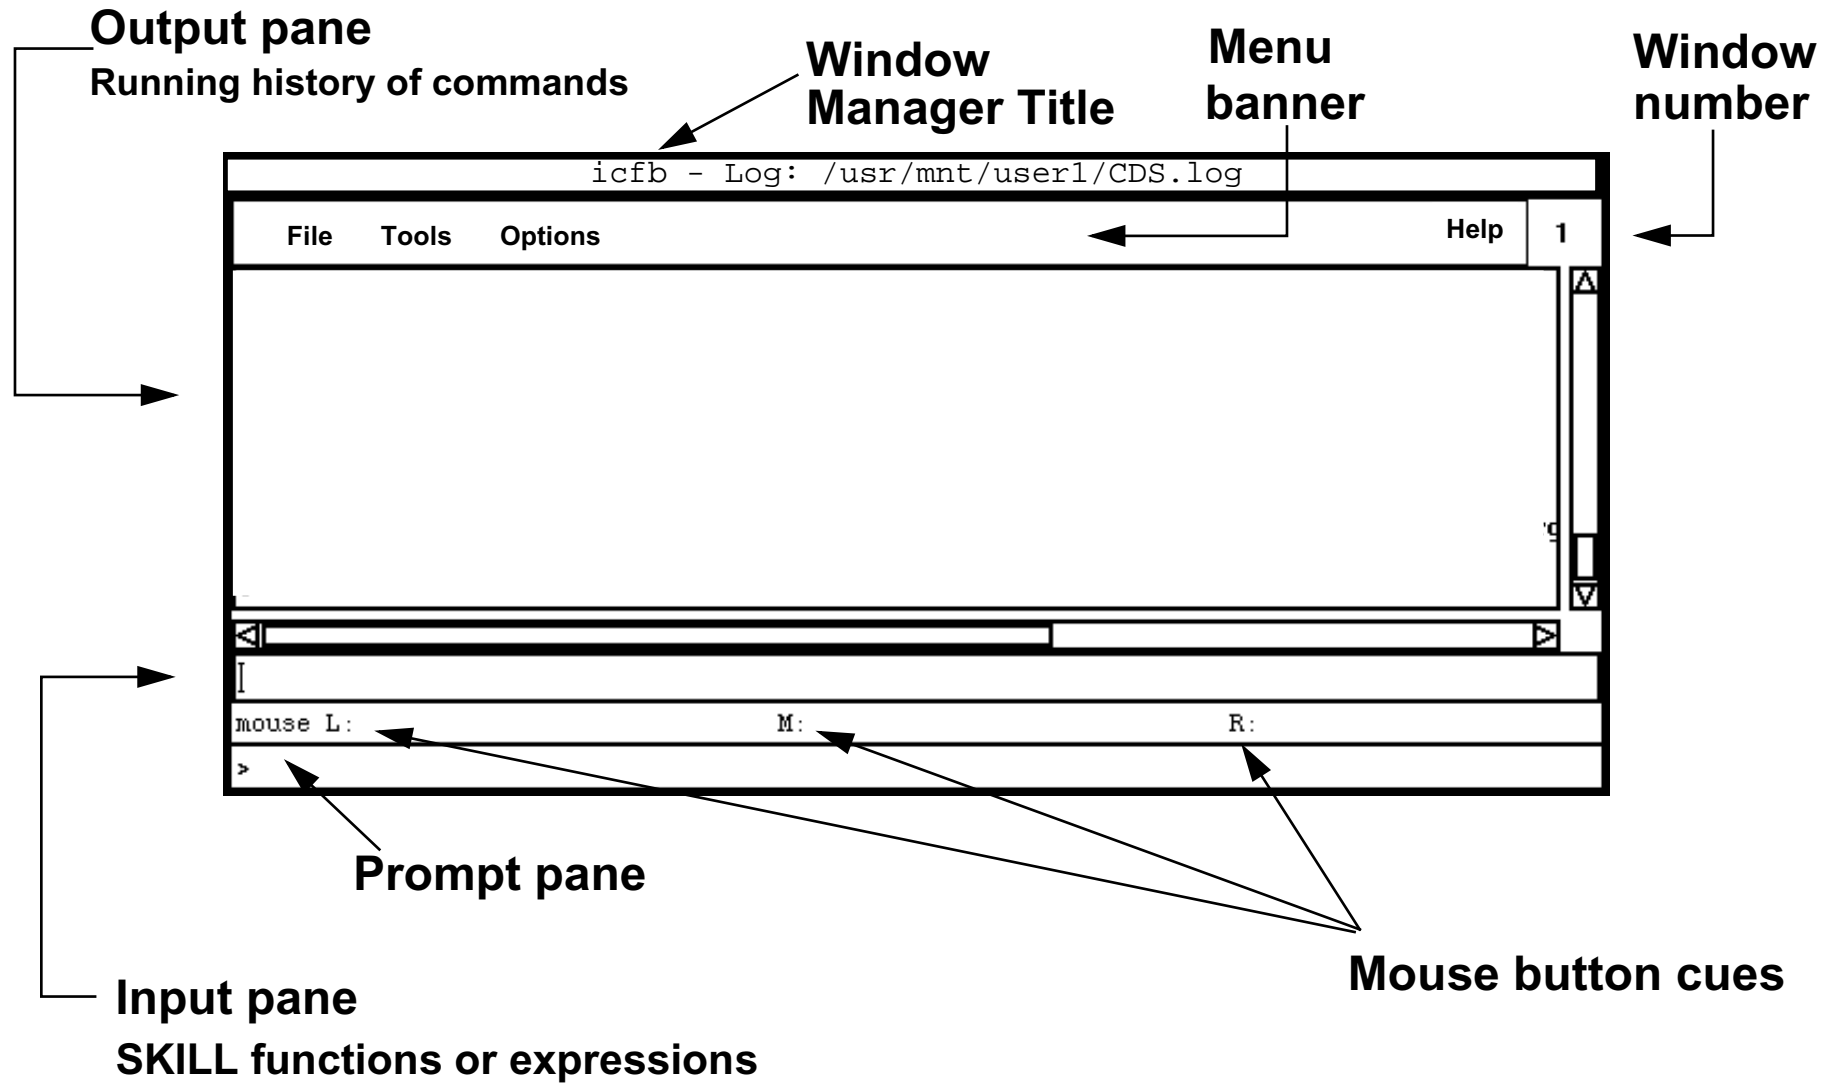 Output pane
Running history of commands
Window
Manager Title
Menu
banner
Window
number
icfb - Log: /usr/mnt/user1/CDS.log
File Tools Options Help 1
mouse L: M: R:
>
Prompt pane
Mouse button cues
Input pane
SKILL functions or expressions